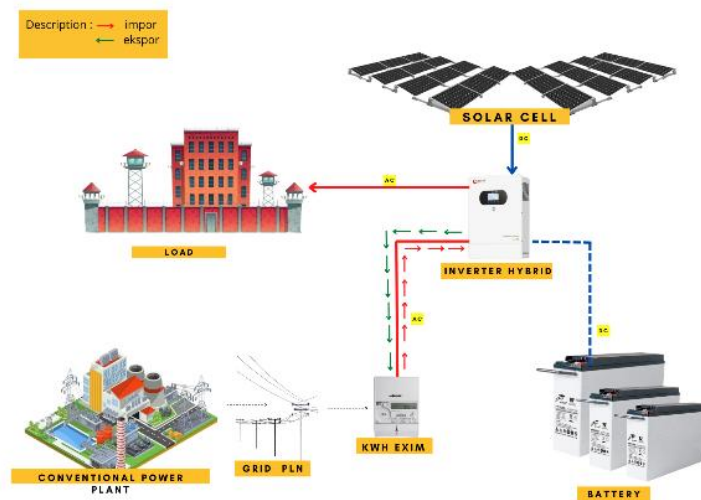 Description : impor
ekspor
SOLAR CELL
DC
AC
LOAD
INVERTER HYBRID
AC
DC
KWH EXIM
GRID PLN
CONVENTIONAL POWER
PLANT
BATTERY